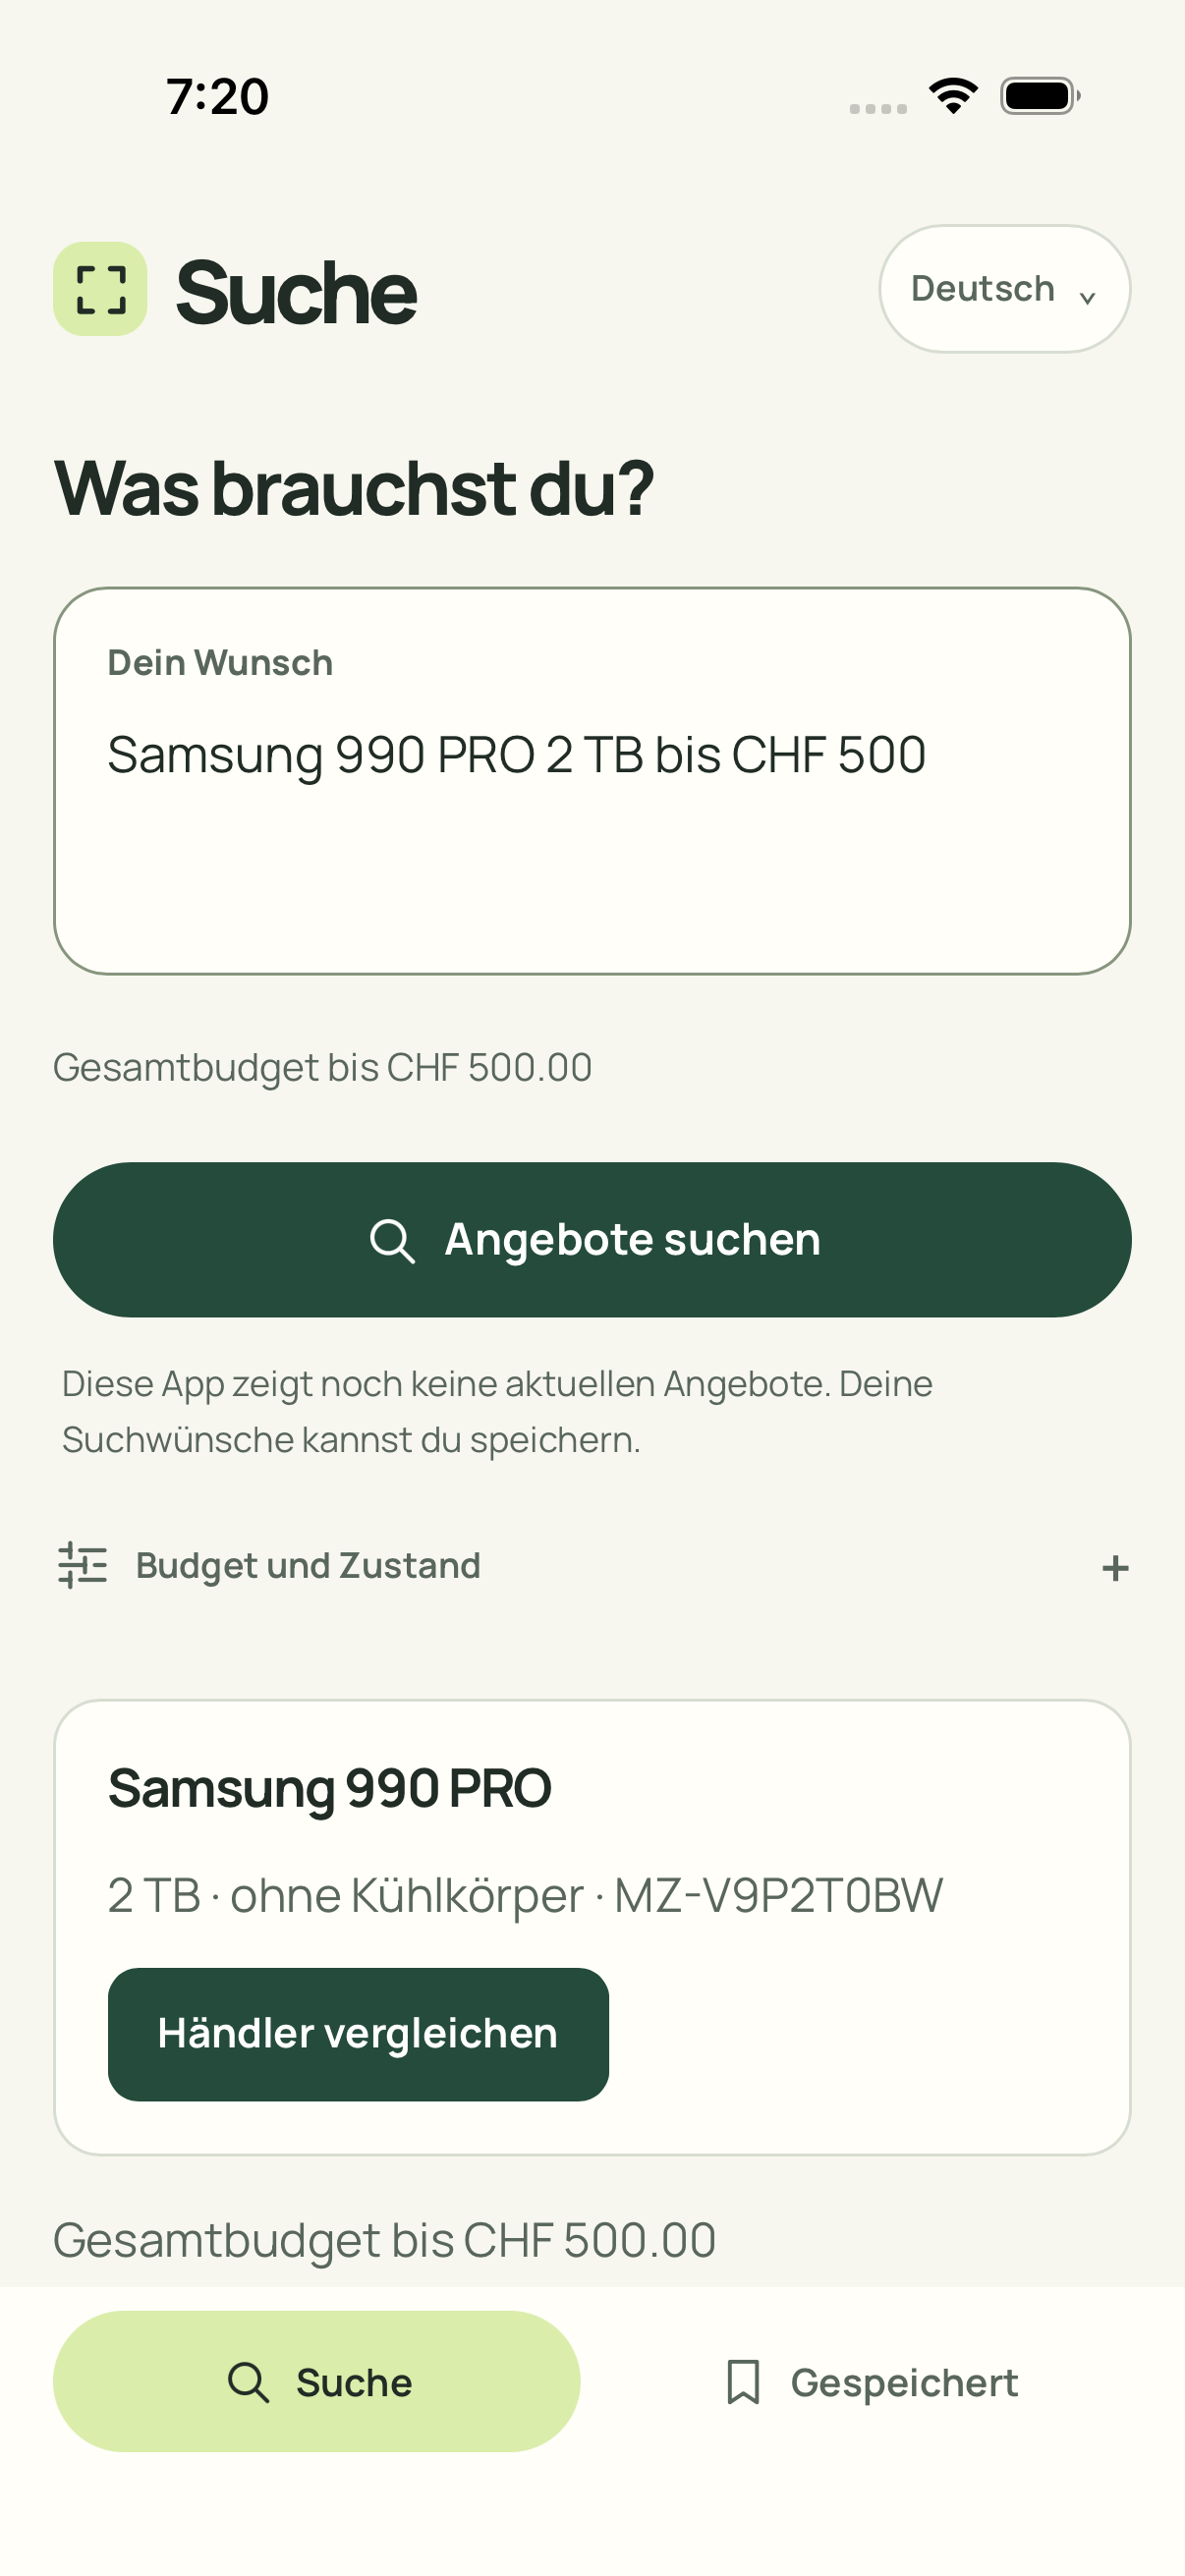 7:20
Suche
Deutsch
Was brauchst du?
Dein Wunsch
Samsung 990 PRO 2 TB bis CHF 500
Gesamtbudget bis CHF 500.00
Angebote suchen
Diese App zeigt noch keine aktuellen Angebote. Deine
Suchwünsche kannst du speichern.
Budget und Zustand +
Samsung 990 PRO
2 TB · ohne Kühlkörper · MZ-V9P2T0BW
Händler vergleichen
Gesamtbudget bis CHF 500.00
Suche
Gespeichert